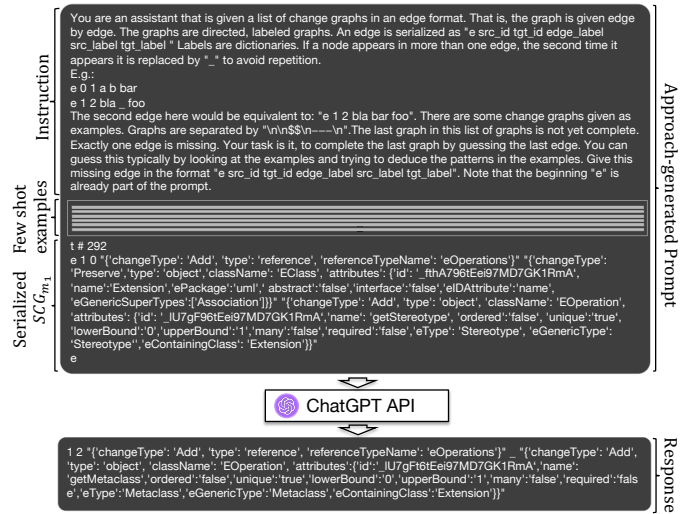 Instruction
You are an assistant that is given a list of change graphs in an edge format. That is, the graph is given edge
by edge. The graphs are directed, labeled graphs. An edge is serialized as "e src_id tgt_id edge_label
src_label tgt_label " Labels are dictionaries. If a node appears in more than one edge, the second time it
appears it is replaced by "_" to avoid repetition.
E.g.:
e 0 1 a b bar
e 1 2 bla _ foo
The second edge here would be equivalent to: "e 1 2 bla bar foo". There are some change graphs given as
examples. Graphs are separated by "\n\n$$\n---\n".The last graph in this list of graphs is not yet complete.
Exactly one edge is missing. Your task is it, to complete the last graph by guessing the last edge. You can
guess this typically by looking at the examples and trying to deduce the patterns in the examples. Give this
missing edge in the format "e src_id tgt_id edge_label src_label tgt_label". Note that the beginning "e" is
already part of the prompt.
Few shot
examples
Serialized
SCG_m₁
t # 292
e 1 0 "{'changeType': 'Add', 'type': 'reference', 'referenceTypeName': 'eOperations'}" "{'changeType':
'Preserve','type': 'object','className': 'EClass', 'attributes': {'id': '_fthA796tEei97MD7GK1RmA',
'name':'Extension','ePackage':'uml',' abstract':'false','interface':'false','eIDAttribute':'name',
'eGenericSuperTypes':['Association']}}" "{'changeType': 'Add', 'type': 'object', 'className': 'EOperation',
'attributes': {'id': '_IU7gF96tEei97MD7GK1RmA','name': 'getStereotype', 'ordered':'false', 'unique':'true',
'lowerBound':'0','upperBound':'1','many':'false','required':'false', 'eType': 'Stereotype', 'eGenericType':
'Stereotype'','eContainingClass': 'Extension'}}"
e
Approach-generated Prompt
ChatGPT API
1 2 "{'changeType': 'Add', 'type': 'reference', 'referenceTypeName': 'eOperations'}" _ "{'changeType': 'Add',
'type': 'object', 'className': 'EOperation', 'attributes':{'id':'_IU7gFt6tEei97MD7GK1RmA','name':
'getMetaclass','ordered':'false','unique':'true','lowerBound':'0','upperBound':'1','many':'false','required':'fals
e','eType':'Metaclass','eGenericType':'Metaclass','eContainingClass':'Extension'}}"
Response